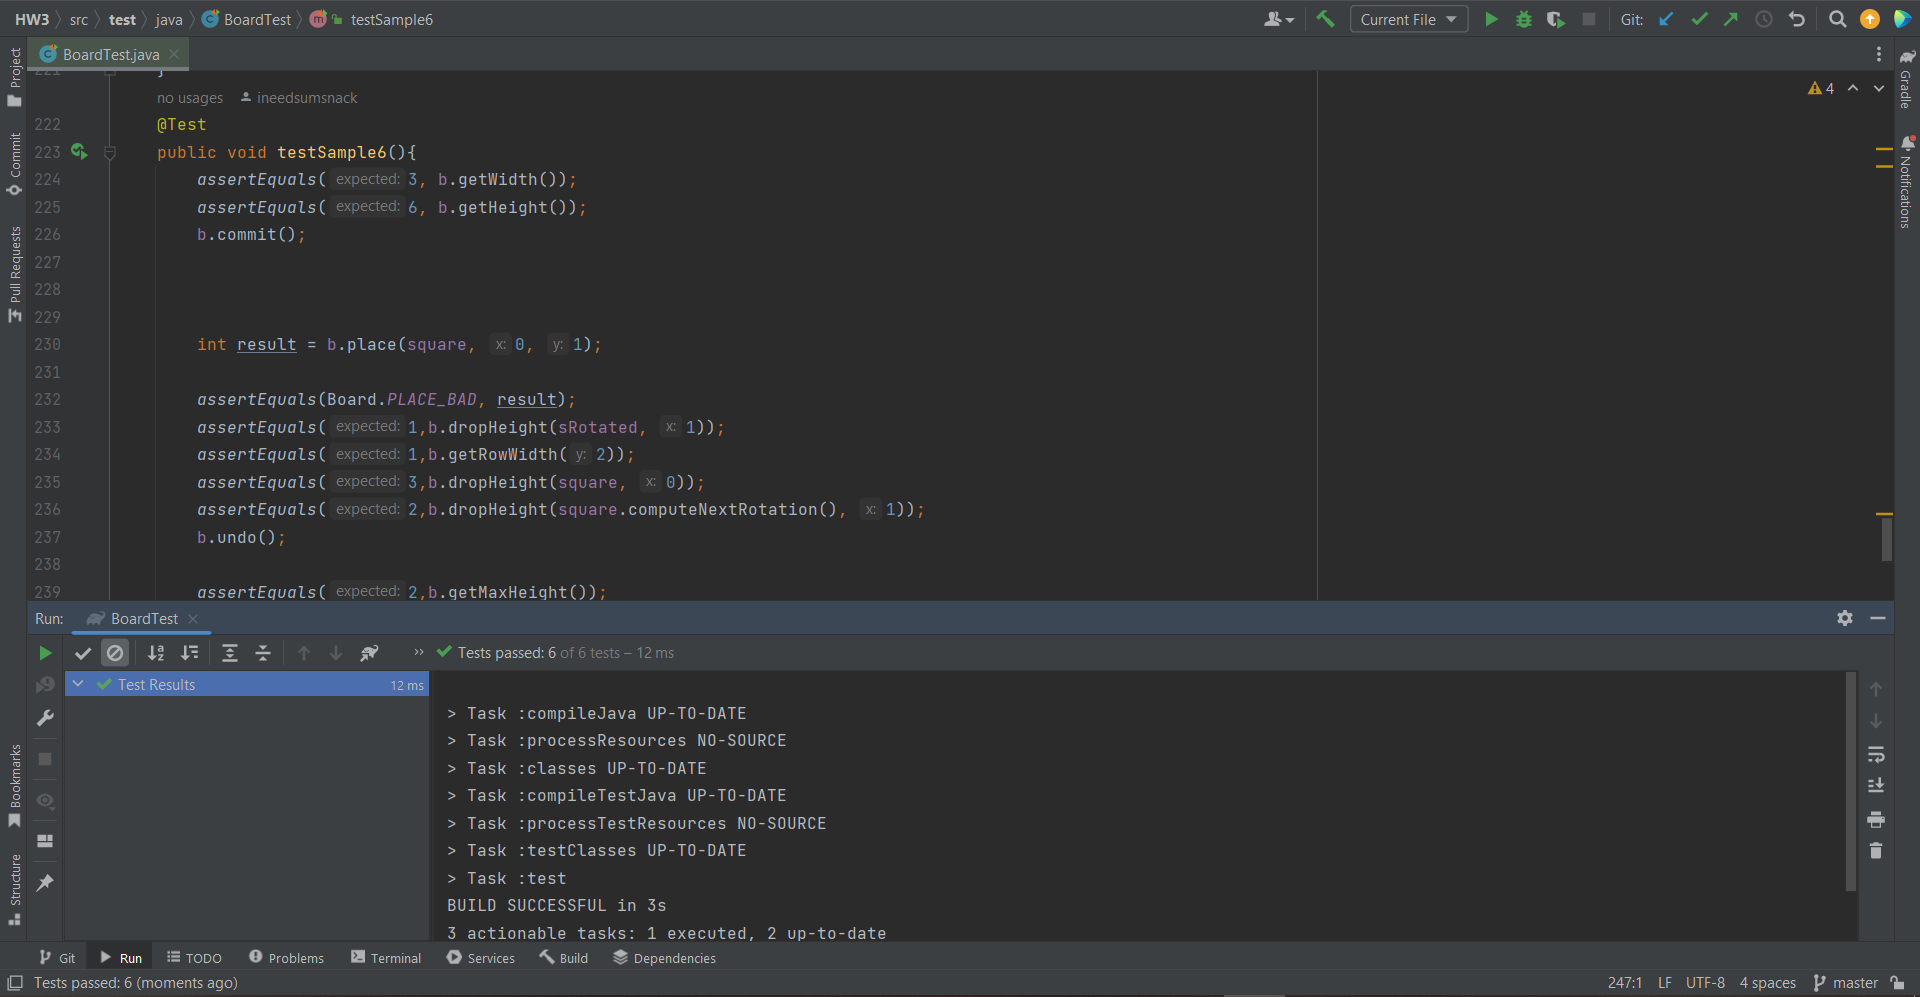 HW3 src test java BoardTest testSample6 Current File Git:
BoardTest.java
221 }
no usages ineedsumsnack 4
222 @Test
223 public void testSample6(){
224 assertEquals( expected: 3, b.getWidth());
225 assertEquals( expected: 6, b.getHeight());
226 b.commit();
227
228
229
230 int result = b.place(square, x: 0, y: 1);
231
232 assertEquals(Board.PLACE_BAD, result);
233 assertEquals( expected: 1,b.dropHeight(sRotated, x: 1));
234 assertEquals( expected: 1,b.getRowWidth( y: 2));
235 assertEquals( expected: 3,b.dropHeight(square, x: 0));
236 assertEquals( expected: 2,b.dropHeight(square.computeNextRotation(), x: 1));
237 b.undo();
238
239 assertEquals( expected: 2,b.getMaxHeight());
Project
Commit
Pull Requests
Bookmarks
Structure
Gradle
Notifications
Run: BoardTest
» Tests passed: 6 of 6 tests – 12 ms
Test Results 12 ms
> Task :compileJava UP-TO-DATE
> Task :processResources NO-SOURCE
> Task :classes UP-TO-DATE
> Task :compileTestJava UP-TO-DATE
> Task :processTestResources NO-SOURCE
> Task :testClasses UP-TO-DATE
> Task :test
BUILD SUCCESSFUL in 3s
3 actionable tasks: 1 executed, 2 up-to-date
Git Run TODO Problems Terminal Services Build Dependencies
Tests passed: 6 (moments ago) 247:1 LF UTF-8 4 spaces master